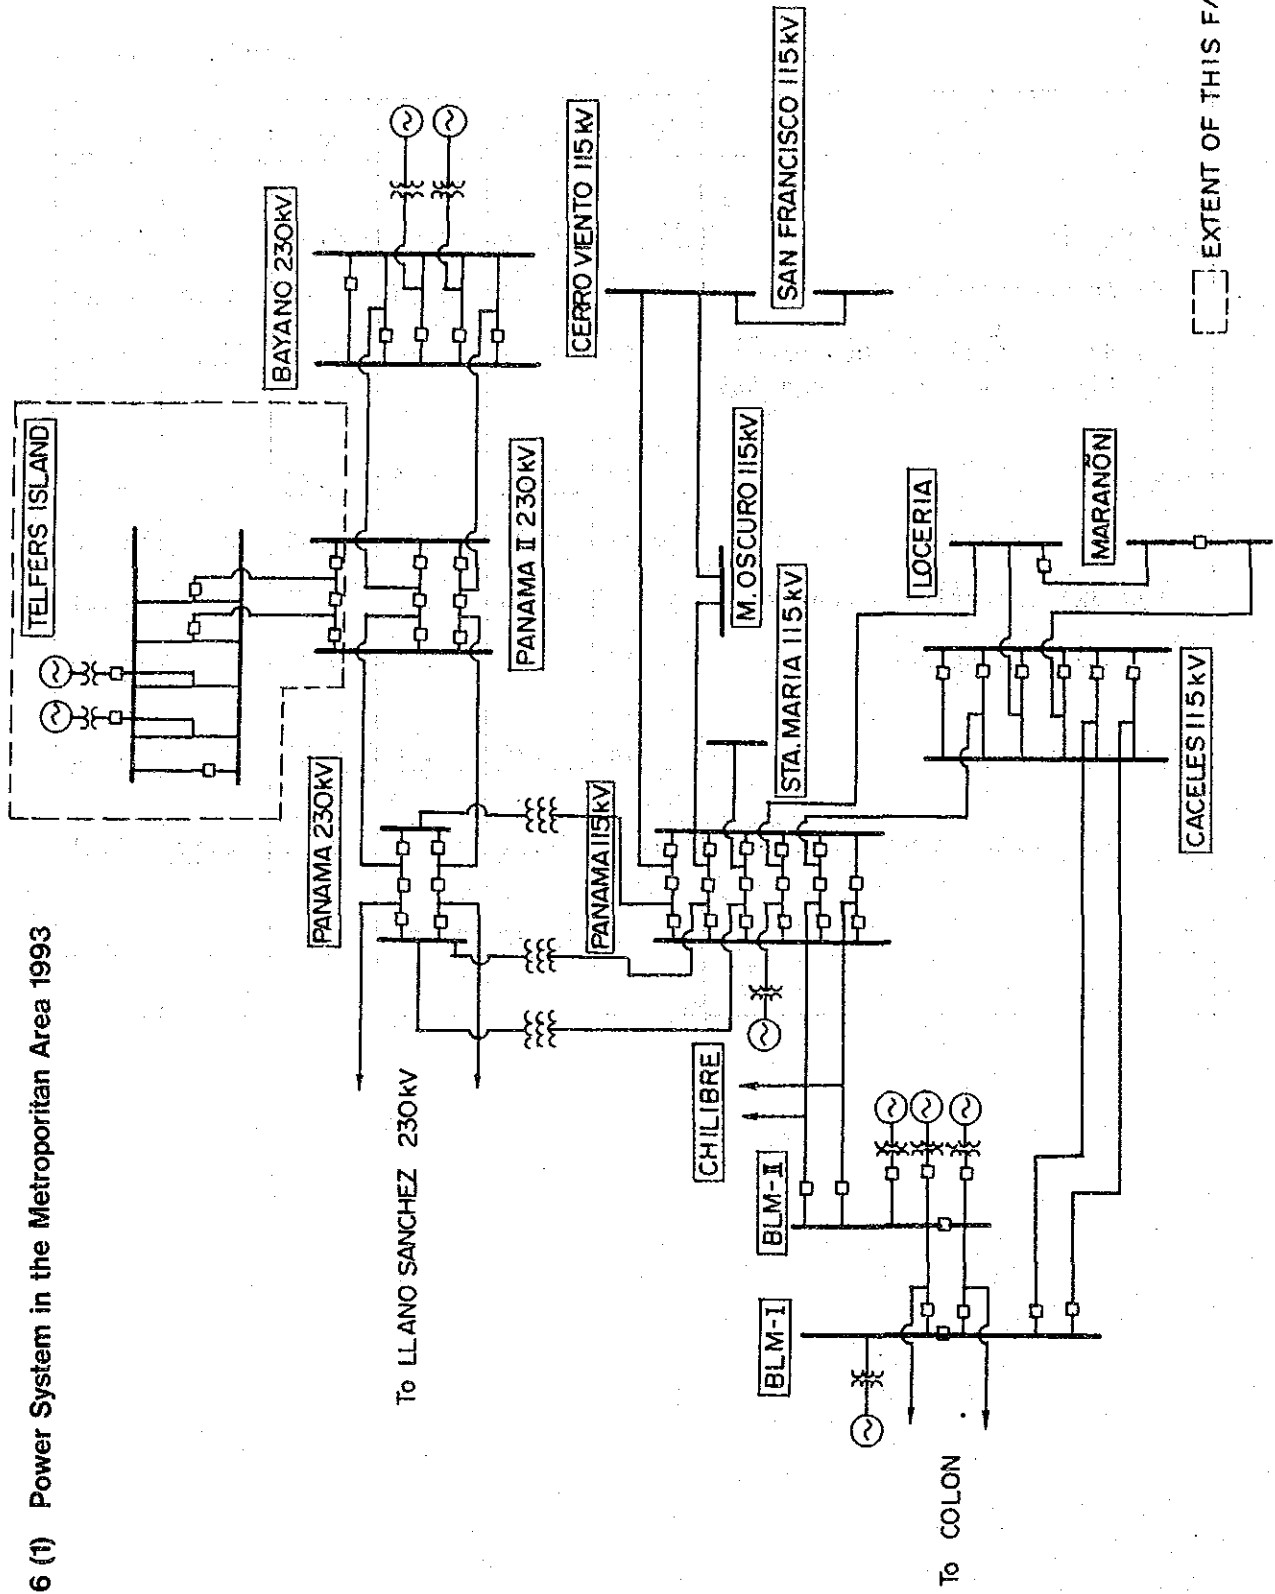 6 (1) Power System in the Metroporitan Area 1993
TELFERS ISLAND
BAYANO 230kV
PANAMA 230kV
PANAMA II 230kV
To LLANO SANCHEZ 230kV
CERRO VIENTO 115kV
PANAMA 115kV
M. OSCURO 115kV
SAN FRANCISCO 115kV
STA. MARIA 115kV
CHILIBRE
BLM-II
BLM-I
LOCERIA
MARAÑON
CACELES 115kV
To COLON
EXTENT OF THIS